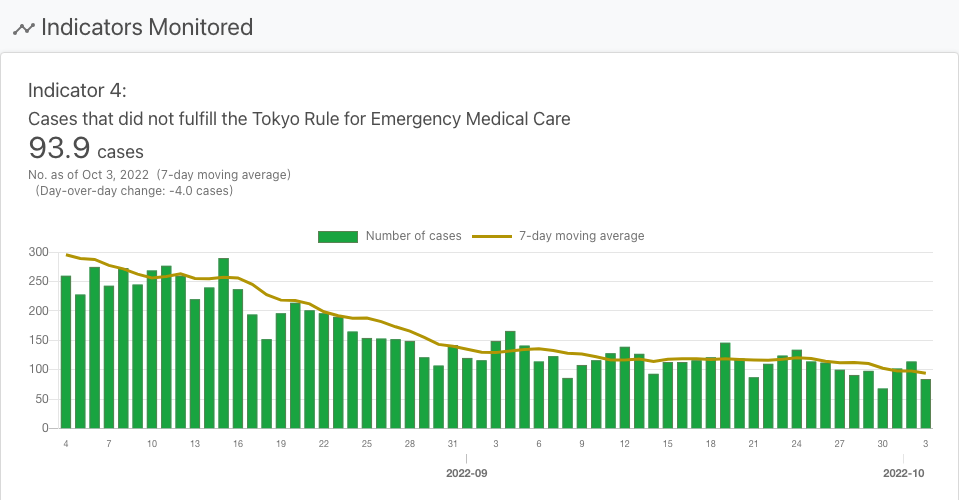 Indicators Monitored
Indicator 4:
Cases that did not fulfill the Tokyo Rule for Emergency Medical Care
93.9 cases
No. as of Oct 3, 2022 (7-day moving average)
(Day-over-day change: -4.0 cases)
Number of cases 7-day moving average
300
250
200
150
100
50
0
4 7 10 13 16 19 22 25 28 31 3 6 9 12 15 18 21 24 27 30 3
2022-09 2022-10